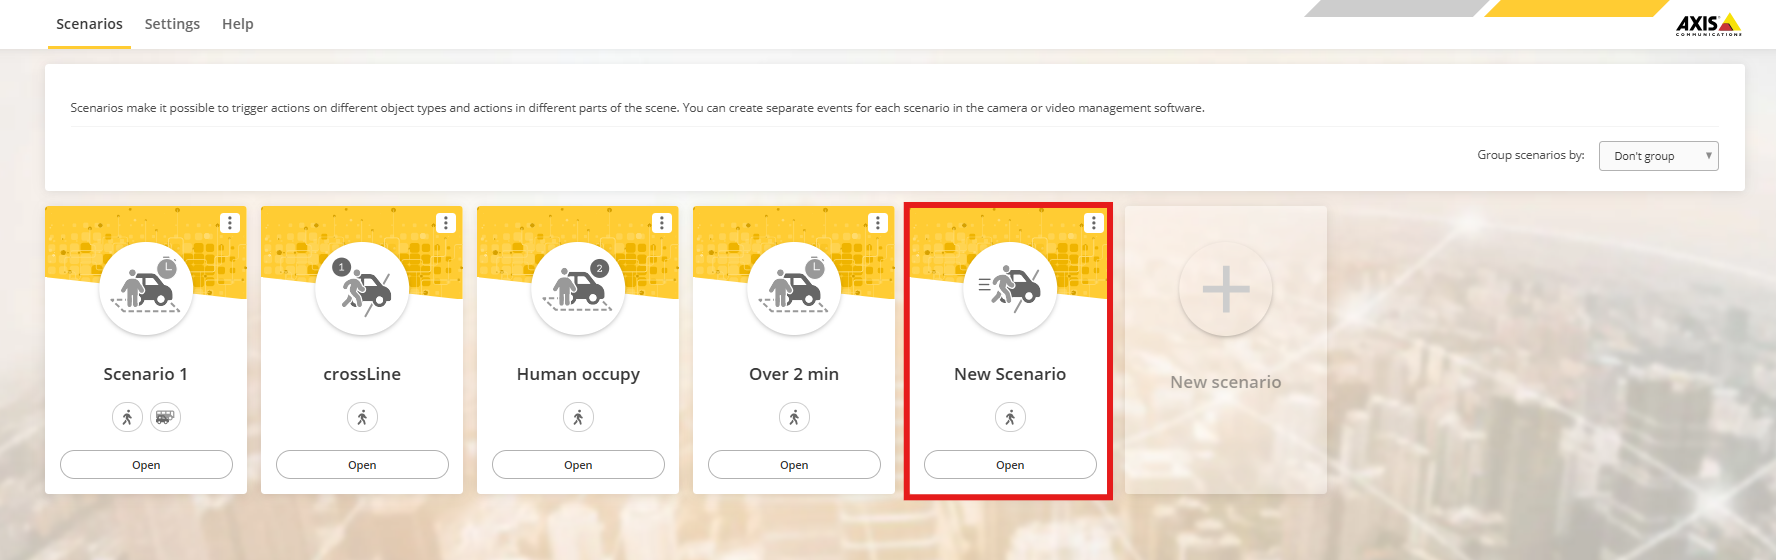 Scenarios Settings Help
AXIS
COMMUNICATIONS
Scenarios make it possible to trigger actions on different object types and actions in different parts of the scene. You can create separate events for each scenario in the camera or video management software.
Group scenarios by: Don't group
1
2
Scenario 1
crossLine
Human occupy
Over 2 min
New Scenario
New scenario
Open
Open
Open
Open
Open